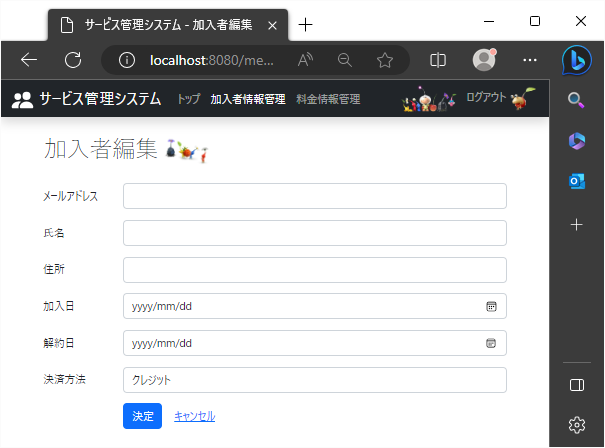 サービス管理システム - 加入者編集
localhost:8080/me...
サービス管理システム トップ 加入者情報管理 料金情報管理 ログアウト
加入者編集
メールアドレス
氏名
住所
加入日 yyyy/mm/dd
解約日 yyyy/mm/dd
決済方法 クレジット
決定 キャンセル